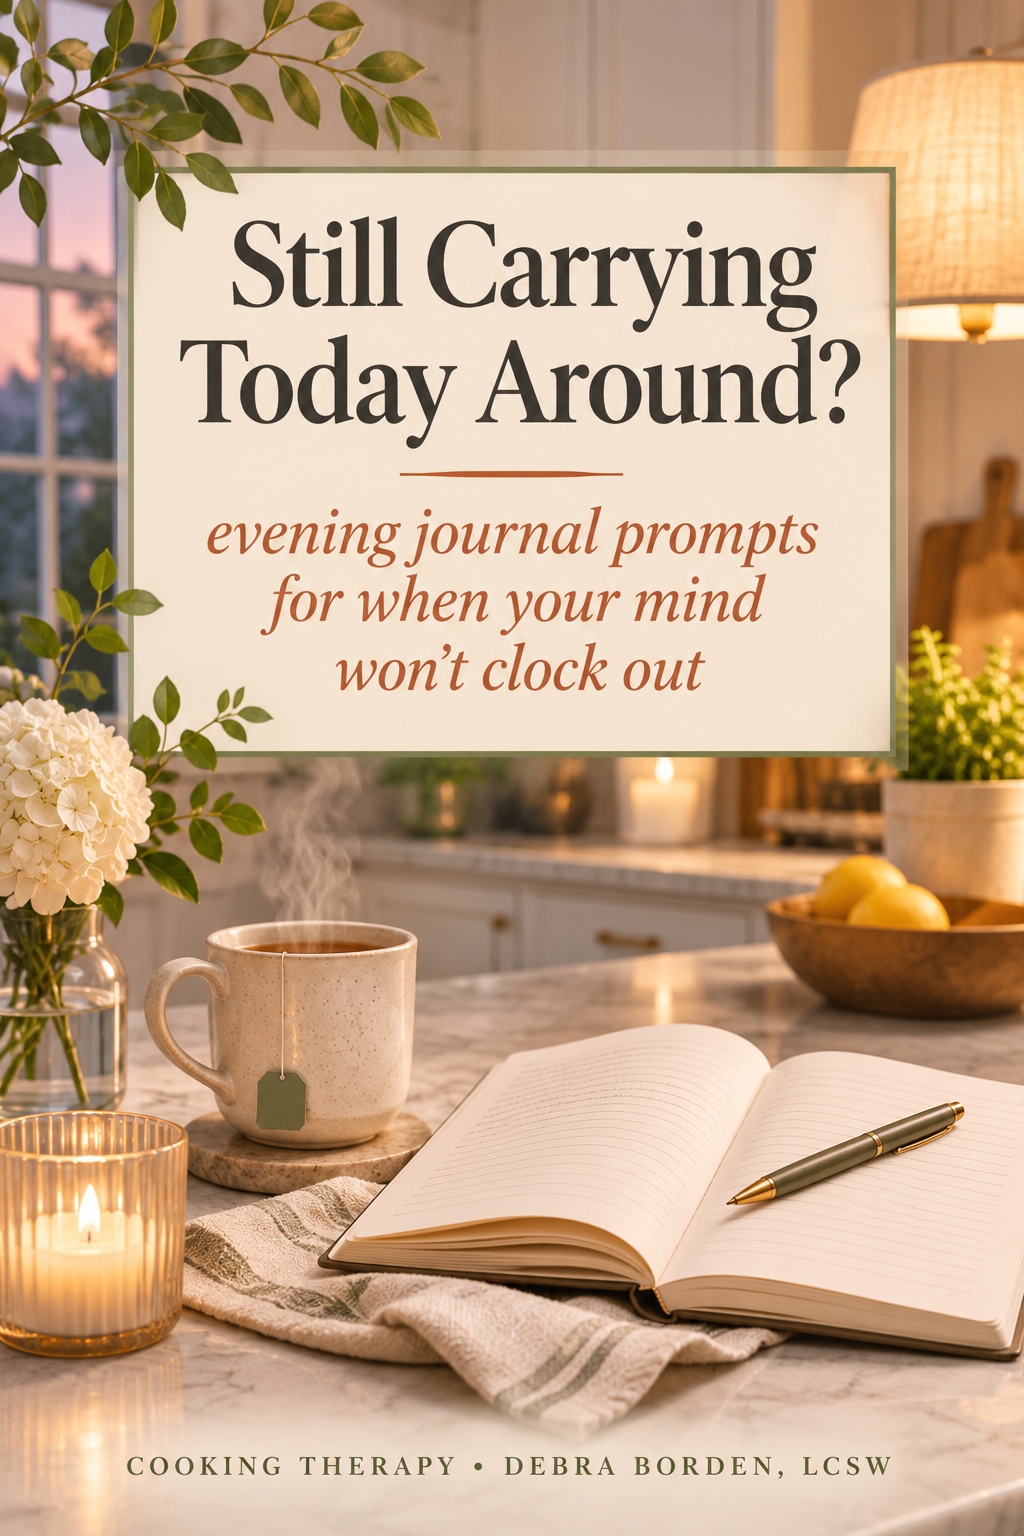 Still Carrying
Today Around?
evening journal prompts
for when your mind
won't clock out
COOKING THERAPY • DEBRA BORDEN, LCSW